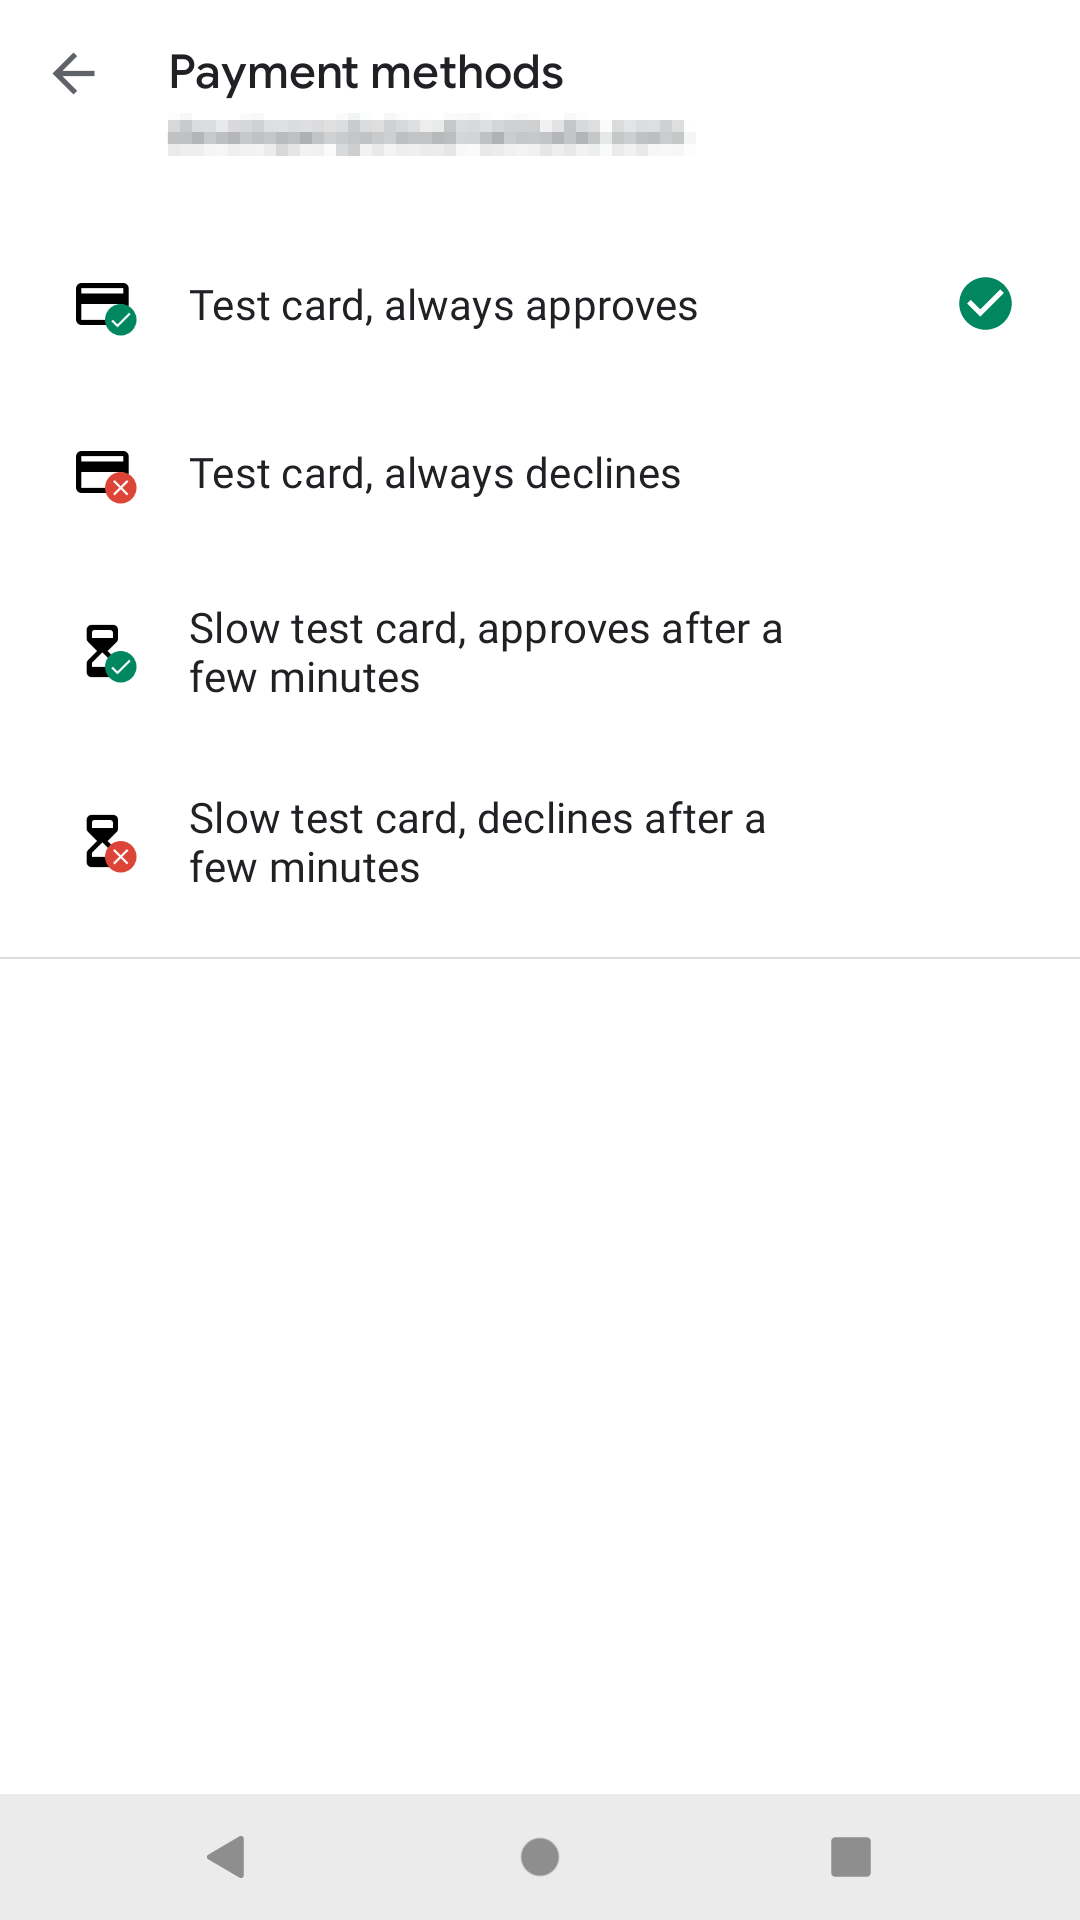 Payment methods
Test card, always approves
Test card, always declines
Slow test card, approves after a
few minutes
Slow test card, declines after a
few minutes